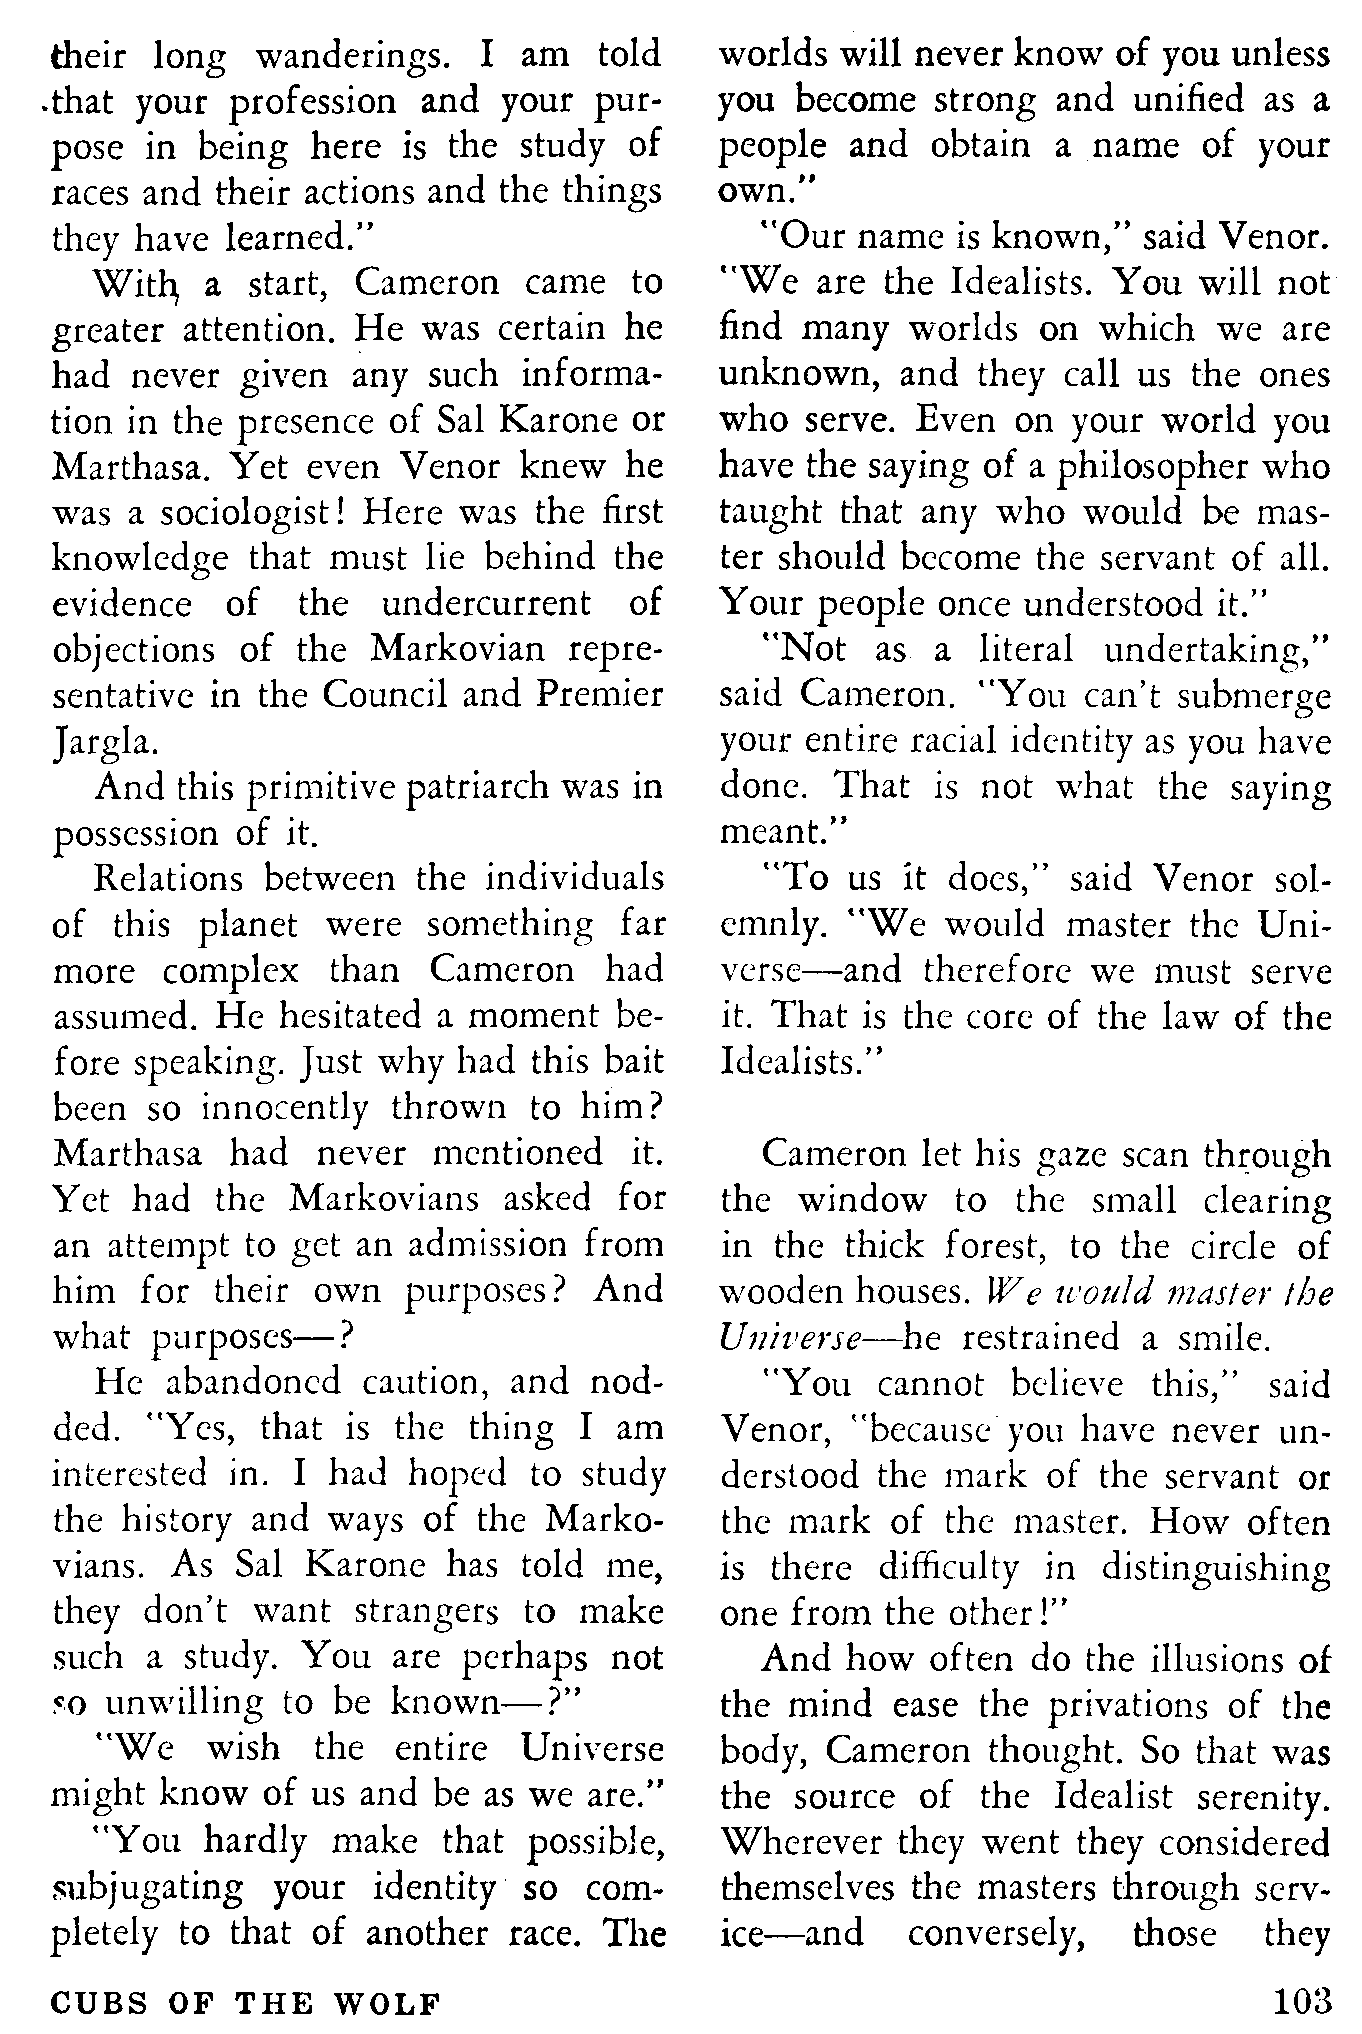 their long wanderings. I am told
that your profession and your pur-
pose in being here is the study of
races and their actions and the things
they have learned."
With a start, Cameron came to
greater attention. He was certain he
had never given any such informa-
tion in the presence of Sal Karone or
Marthasa. Yet even Venor knew he
was a sociologist! Here was the first
knowledge that must lie behind the
evidence of the undercurrent of
objections of the Markovian repre-
sentative in the Council and Premier
Jargla.
And this primitive patriarch was in
possession of it.
Relations between the individuals
of this planet were something far
more complex than Cameron had
assumed. He hesitated a moment be-
fore speaking. Just why had this bait
been so innocently thrown to him?
Marthasa had never mentioned it.
Yet had the Markovians asked for
an attempt to get an admission from
him for their own purposes? And
what purposes—?
He abandoned caution, and nod-
ded. "Yes, that is the thing I am
interested in. I had hoped to study
the history and ways of the Marko-
vians. As Sal Karone has told me,
they don't want strangers to make
such a study. You are perhaps not
so unwilling to be known—?"
"We wish the entire Universe
might know of us and be as we are."
"You hardly make that possible,
subjugating your identity so com-
pletely to that of another race. The
worlds will never know of you unless
you become strong and unified as a
people and obtain a name of your
own."
"Our name is known," said Venor.
"We are the Idealists. You will not
find many worlds on which we are
unknown, and they call us the ones
who serve. Even on your world you
have the saying of a philosopher who
taught that any who would be mas-
ter should become the servant of all.
Your people once understood it."
"Not as a literal undertaking,"
said Cameron. "You can't submerge
your entire racial identity as you have
done. That is not what the saying
meant."
"To us it does," said Venor sol-
emnly. "We would master the Uni-
verse—and therefore we must serve
it. That is the core of the law of the
Idealists."
Cameron let his gaze scan through
the window to the small clearing
in the thick forest, to the circle of
wooden houses. We would master the
Universe—he restrained a smile.
"You cannot believe this," said
Venor, "because you have never un-
derstood the mark of the servant or
the mark of the master. How often
is there difficulty in distinguishing
one from the other!"
And how often do the illusions of
the mind ease the privations of the
body, Cameron thought. So that was
the source of the Idealist serenity.
Wherever they went they considered
themselves the masters through serv-
ice—and conversely, those they
CUBS OF THE WOLF 103